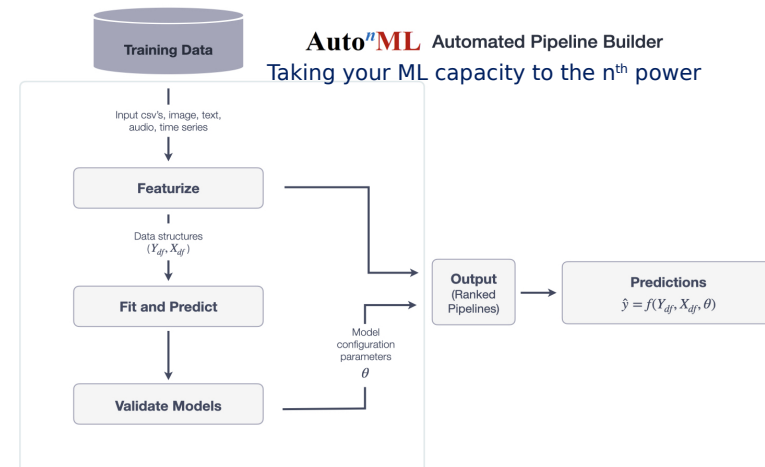 Training Data
AutoⁿML Automated Pipeline Builder
Taking your ML capacity to the nᵗʰ power
Input csv's, image, text,
audio, time series
Featurize
Data structures
(Y_df, X_df)
Fit and Predict
Validate Models
Model
configuration
parameters
θ
Output
(Ranked
Pipelines)
Predictions
ŷ = f(Y_df, X_df, θ)